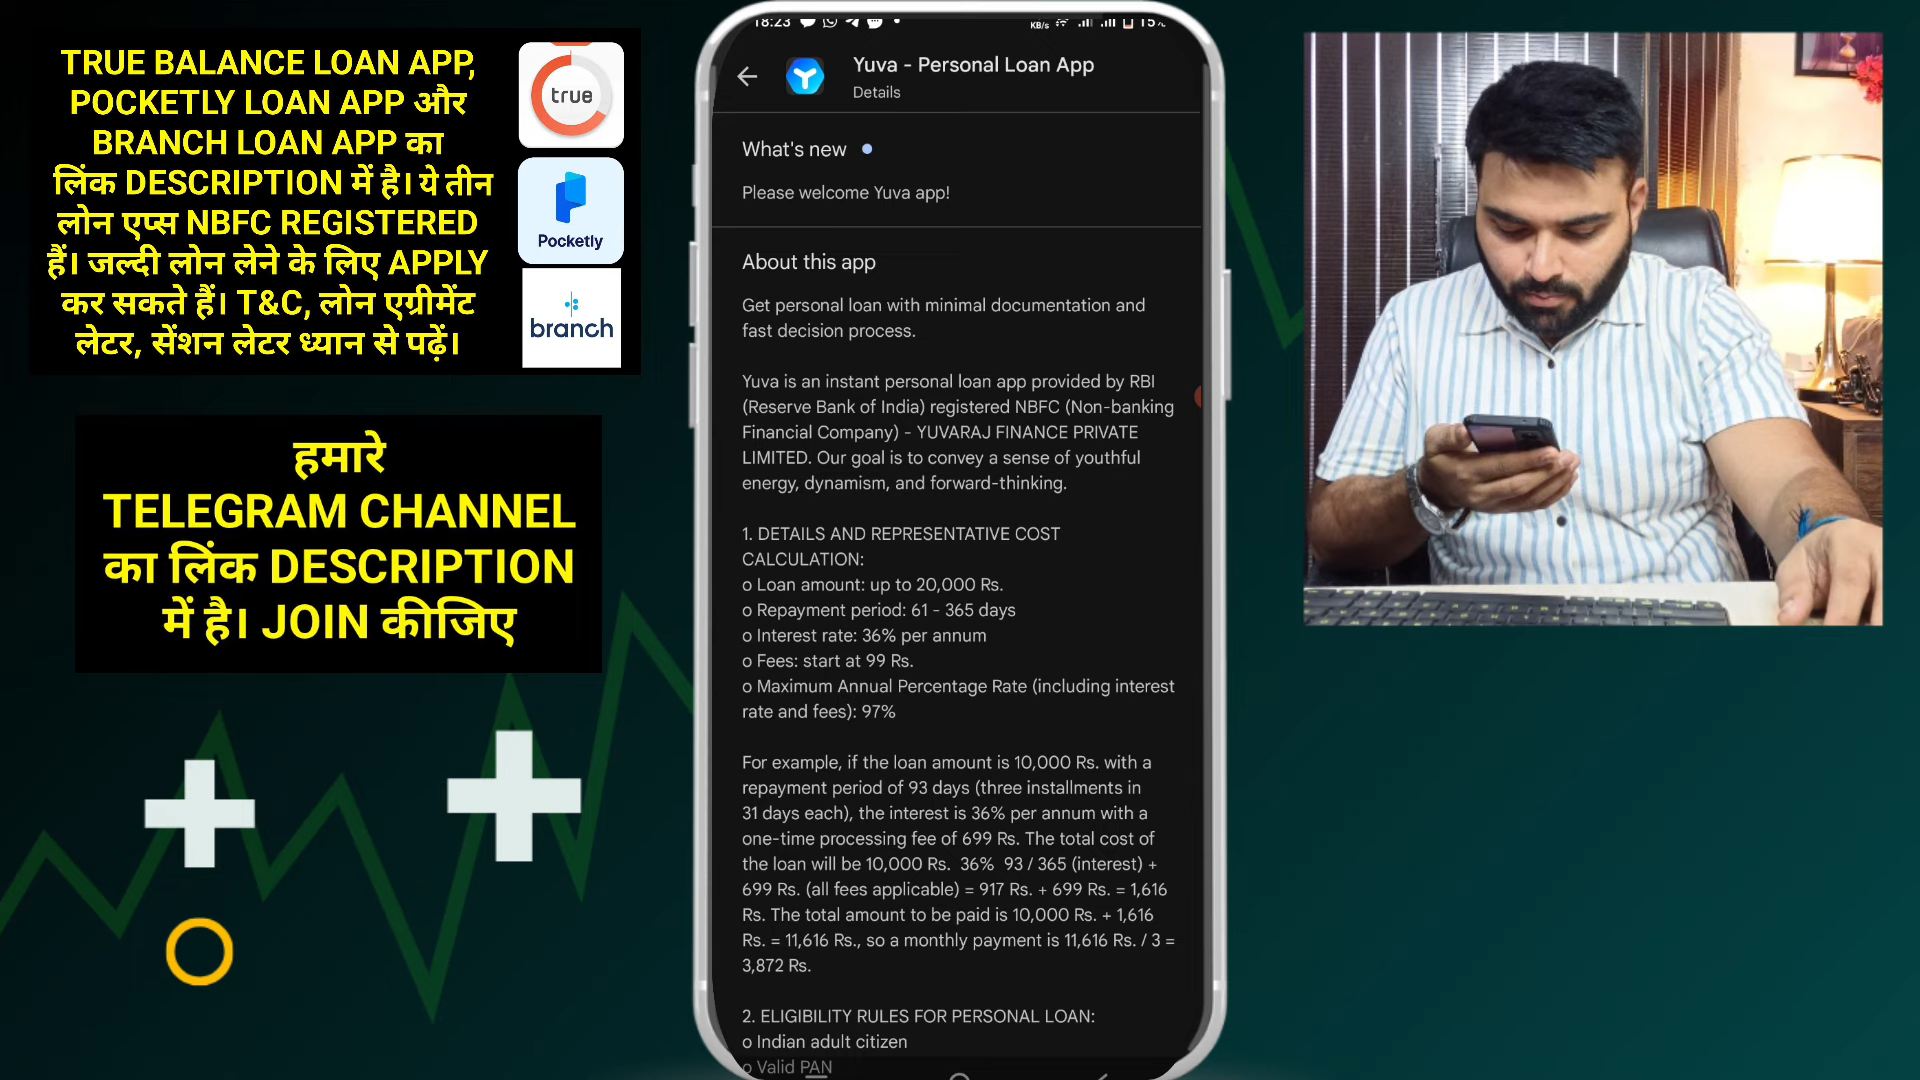 TRUE BALANCE LOAN APP,
POCKETLY LOAN APP और
BRANCH LOAN APP का
लिंक DESCRIPTION में है। ये तीन
लोन एप्स NBFC REGISTERED
हैं। जल्दी लोन लेने के लिए APPLY
कर सकते हैं। T&C, लोन एग्रीमेंट
लेटर, सेंशन लेटर ध्यान से पढ़ें।
true
Pocketly
branch
हमारे
TELEGRAM CHANNEL
का लिंक DESCRIPTION
में है। JOIN कीजिए
18:23
KB/s
15%
Yuva - Personal Loan App
Details
What's new
Please welcome Yuva app!
About this app
Get personal loan with minimal documentation and
fast decision process.
Yuva is an instant personal loan app provided by RBI
(Reserve Bank of India) registered NBFC (Non-banking
Financial Company) - YUVARAJ FINANCE PRIVATE
LIMITED. Our goal is to convey a sense of youthful
energy, dynamism, and forward-thinking.
1. DETAILS AND REPRESENTATIVE COST
CALCULATION:
o Loan amount: up to 20,000 Rs.
o Repayment period: 61 - 365 days
o Interest rate: 36% per annum
o Fees: start at 99 Rs.
o Maximum Annual Percentage Rate (including interest
rate and fees): 97%
For example, if the loan amount is 10,000 Rs. with a
repayment period of 93 days (three installments in
31 days each), the interest is 36% per annum with a
one-time processing fee of 699 Rs. The total cost of
the loan will be 10,000 Rs. 36% 93 / 365 (interest) +
699 Rs. (all fees applicable) = 917 Rs. + 699 Rs. = 1,616
Rs. The total amount to be paid is 10,000 Rs. + 1,616
Rs. = 11,616 Rs., so a monthly payment is 11,616 Rs. / 3 =
3,872 Rs.
2. ELIGIBILITY RULES FOR PERSONAL LOAN:
o Indian adult citizen
o Valid PAN